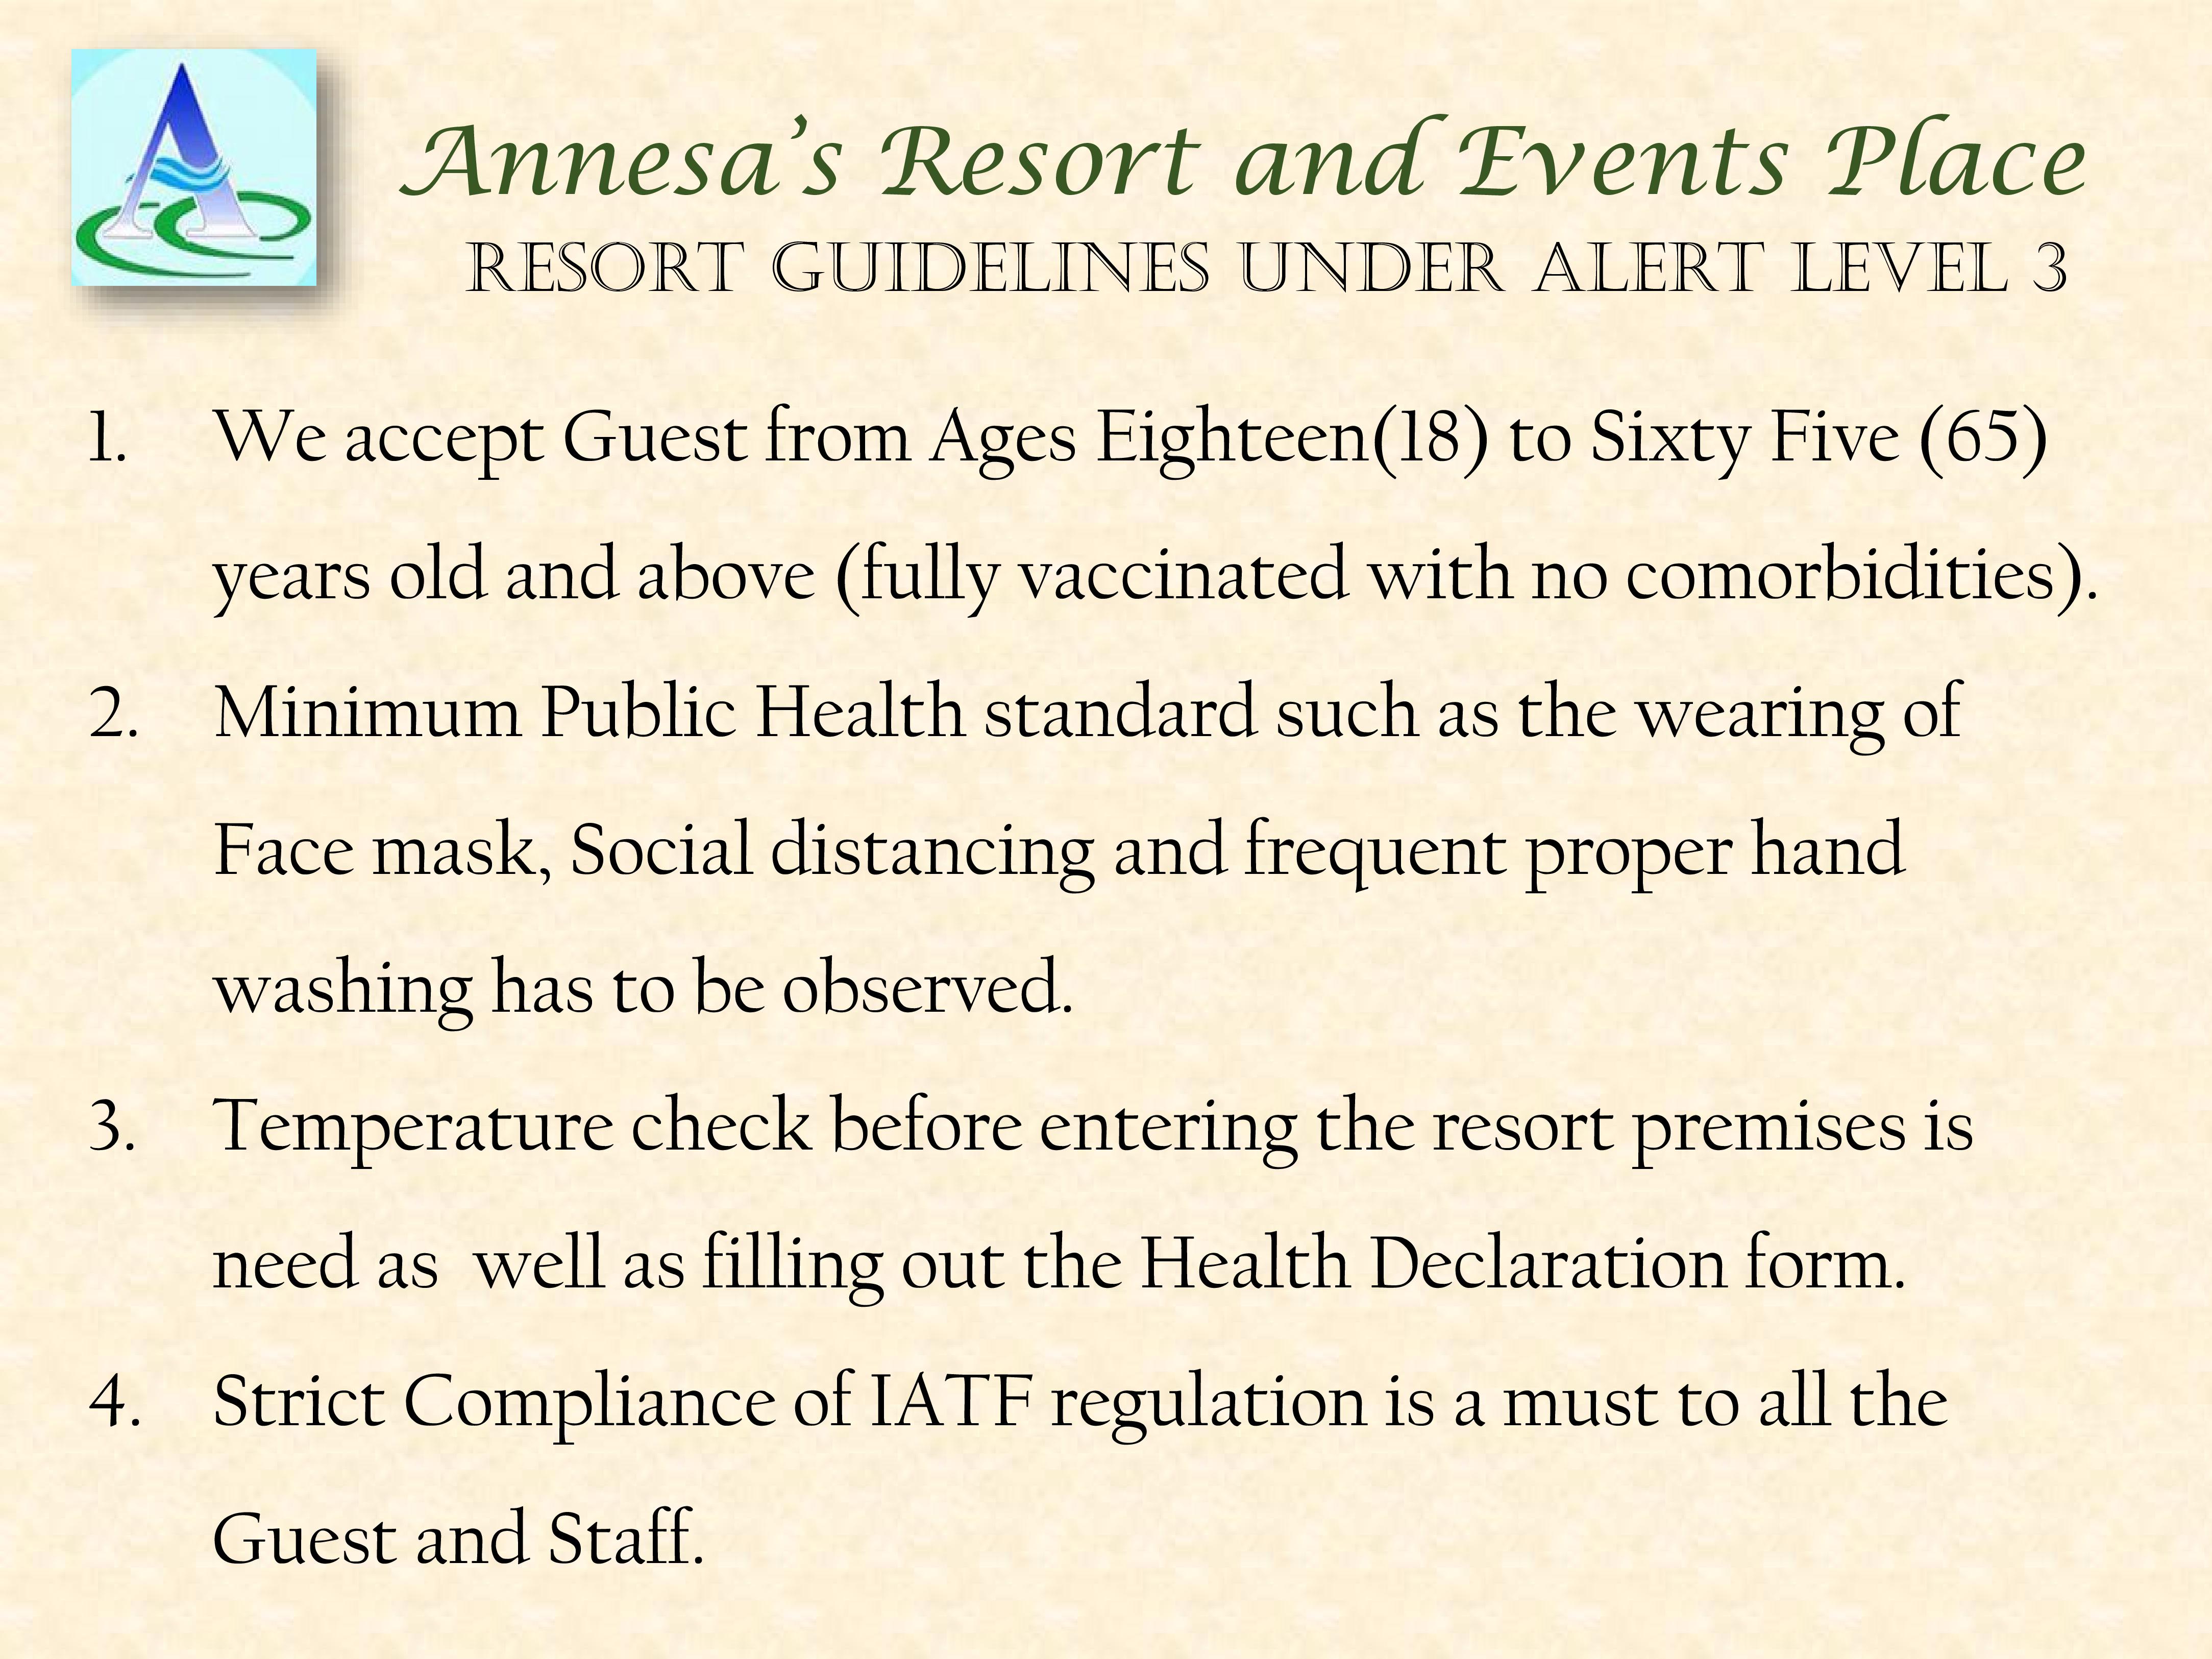 A
Annesa's Resort and Events Place
RESORT GUIDELINES UNDER ALERT LEVEL 3
1. We accept Guest from Ages Eighteen(18) to Sixty Five (65)
years old and above (fully vaccinated with no comorbidities).
2. Minimum Public Health standard such as the wearing of
Face mask, Social distancing and frequent proper hand
washing has to be observed.
3. Temperature check before entering the resort premises is
need as  well as filling out the Health Declaration form.
4. Strict Compliance of IATF regulation is a must to all the
Guest and Staff.